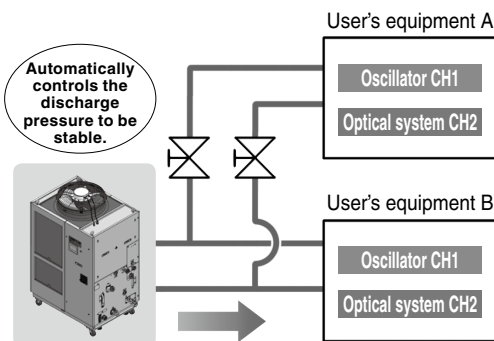 Automatically
controls the
discharge
pressure to be
stable.
User's equipment A
Oscillator CH1
Optical system CH2
User's equipment B
Oscillator CH1
Optical system CH2